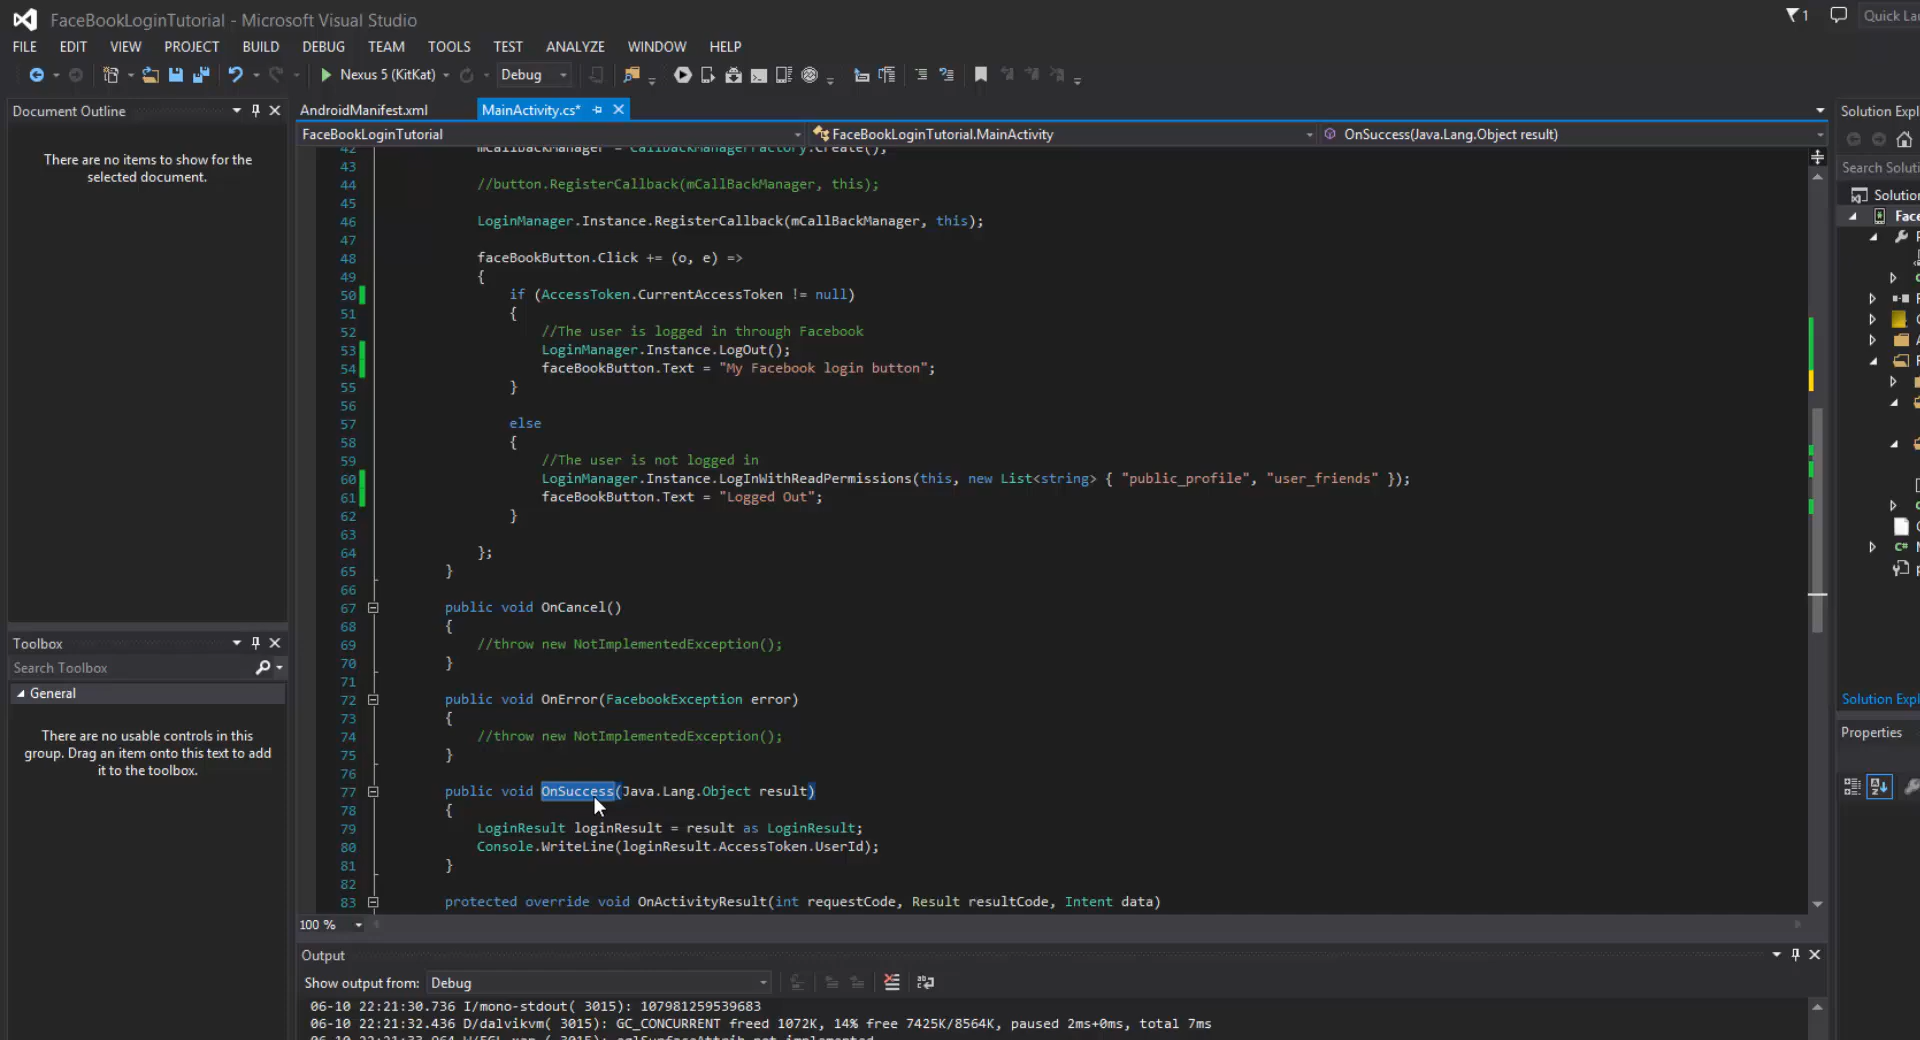 FaceBookLoginTutorial - Microsoft Visual Studio
1
Quick Lau
FILE EDIT VIEW PROJECT BUILD DEBUG TEAM TOOLS TEST ANALYZE WINDOW HELP
Nexus 5 (KitKat) Debug
Document Outline
There are no items to show for the
selected document.
AndroidManifest.xml MainActivity.cs*
FaceBookLoginTutorial FaceBookLoginTutorial.MainActivity OnSuccess(Java.Lang.Object result)
42 mCallBackManager = CallbackManagerFactory.Create();
43
44 //button.RegisterCallback(mCallBackManager, this);
45
46 LoginManager.Instance.RegisterCallback(mCallBackManager, this);
47
48 faceBookButton.Click += (o, e) =>
49 {
50 if (AccessToken.CurrentAccessToken != null)
51 {
52 //The user is logged in through Facebook
53 LoginManager.Instance.LogOut();
54 faceBookButton.Text = "My Facebook login button";
55 }
56
57 else
58 {
59 //The user is not logged in
60 LoginManager.Instance.LogInWithReadPermissions(this, new List<string> { "public_profile", "user_friends" });
61 faceBookButton.Text = "Logged Out";
62 }
63
64 };
65 }
66
67 public void OnCancel()
68 {
69 //throw new NotImplementedException();
70 }
71
72 public void OnError(FacebookException error)
73 {
74 //throw new NotImplementedException();
75 }
76
77 public void OnSuccess(Java.Lang.Object result)
78 {
79 LoginResult loginResult = result as LoginResult;
80 Console.WriteLine(loginResult.AccessToken.UserId);
81 }
82
83 protected override void OnActivityResult(int requestCode, Result resultCode, Intent data)
100 %
Toolbox
Search Toolbox
General
There are no usable controls in this
group. Drag an item onto this text to add
it to the toolbox.
Output
Show output from: Debug
06-10 22:21:30.736 I/mono-stdout( 3015): 107981259539683
06-10 22:21:32.436 D/dalvikvm( 3015): GC_CONCURRENT freed 1072K, 14% free 7425K/8564K, paused 2ms+0ms, total 7ms
Solution Expl
Search Soluti
Solution
Face
C#
Solution Expl
Properties